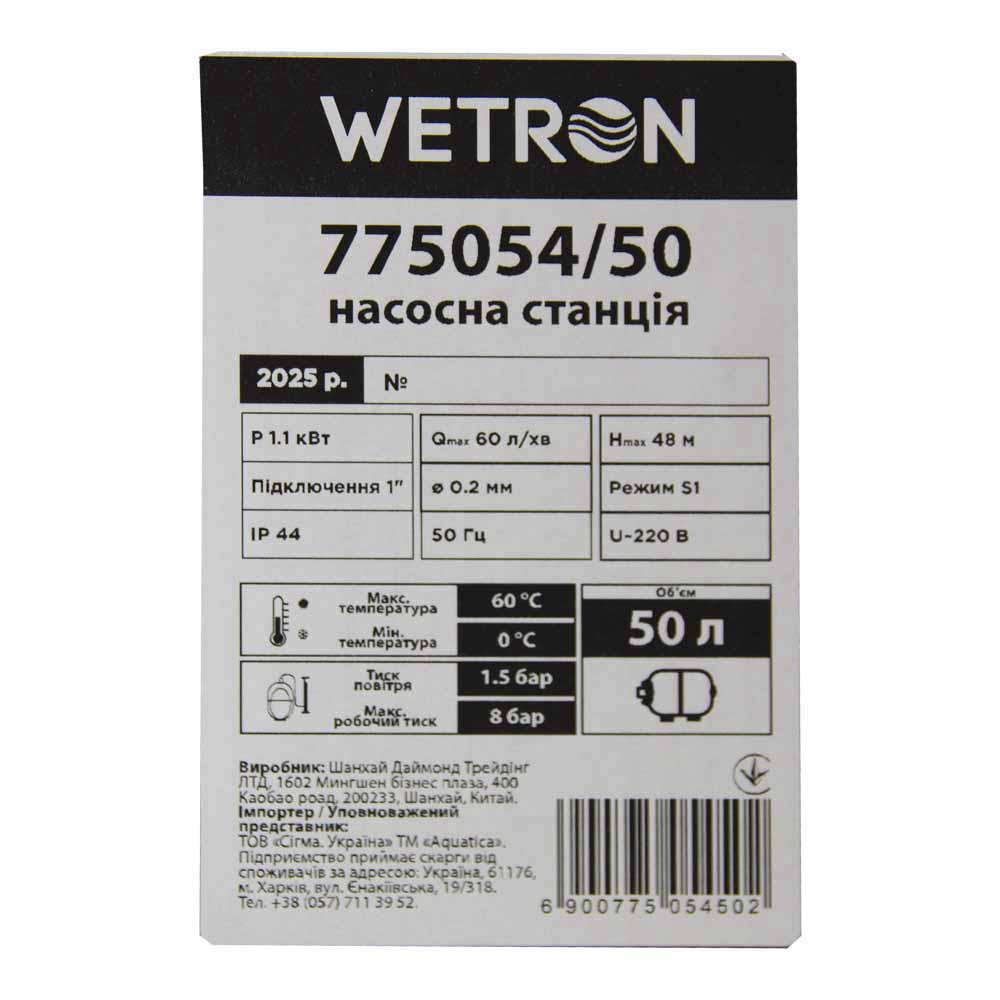 WETRON
775054/50
насосна станція
2025 р. №
P 1.1 кВт Qmax 60 л/хв Hmax 48 м
Підключення 1" ø 0.2 мм Режим S1
IP 44 50 Гц U~220 В
Макс. температура 60 °C
Мін. температура 0 °C
Тиск повітря 1.5 бар
Макс. робочий тиск 8 бар
Об'єм
50 л
Виробник: Шанхай Даймонд Трейдінг
ЛТД, 1602 Мингшен бізнес плаза, 400
Каобао роад, 200233, Шанхай, Китай.
Імпортер / Уповноважений
представник:
ТОВ «Сігма. Україна» ТМ «Aquatica».
Підприємство приймає скарги від
споживачів за адресою: Україна, 61176,
м. Харків, вул. Єнакіївська, 19/318.
Тел. +38 (057) 711 39 52.
6 900775 054502